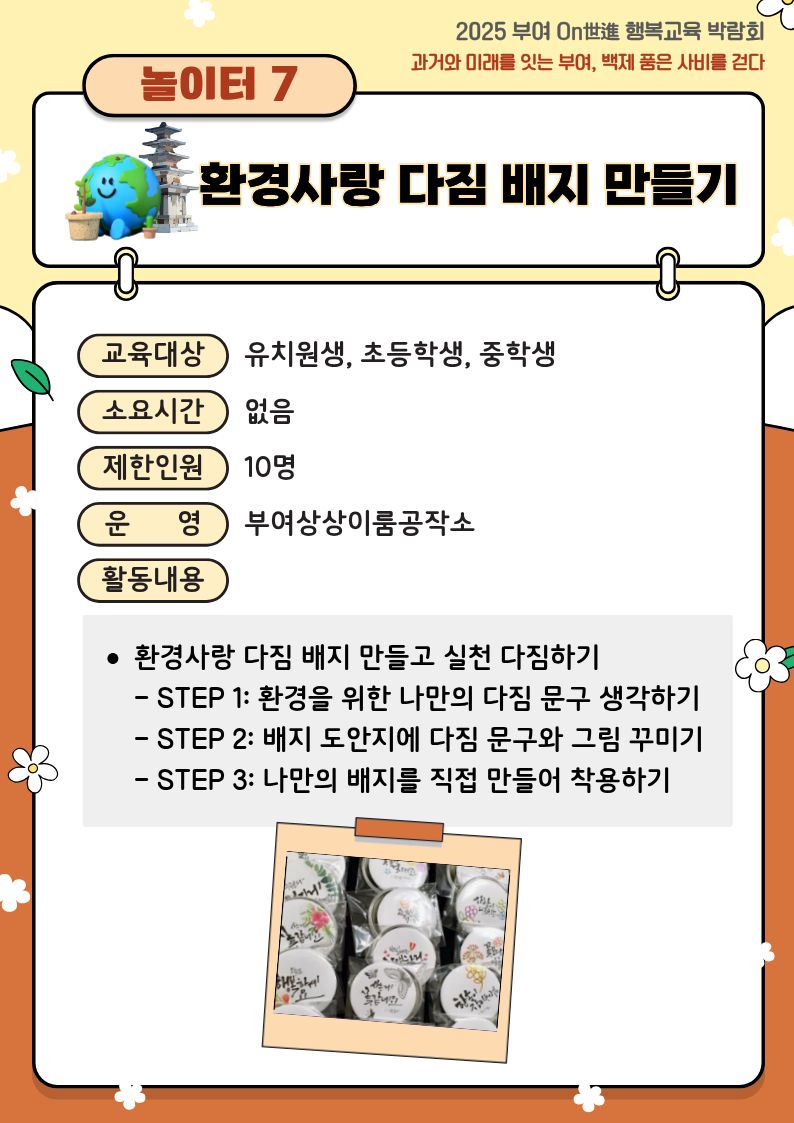 2025 부여 On世進 행복교육 박람회
과거와 미래를 잇는 부여, 백제 품은 사비를 걷다
놀이터 7
환경사랑 다짐 배지 만들기
교육대상 유치원생, 초등학생, 중학생
소요시간 없음
제한인원 10명
운 영 부여상상이룸공작소
활동내용
• 환경사랑 다짐 배지 만들고 실천 다짐하기
- STEP 1: 환경을 위한 나만의 다짐 문구 생각하기
- STEP 2: 배지 도안지에 다짐 문구와 그림 꾸미기
- STEP 3: 나만의 배지를 직접 만들어 착용하기